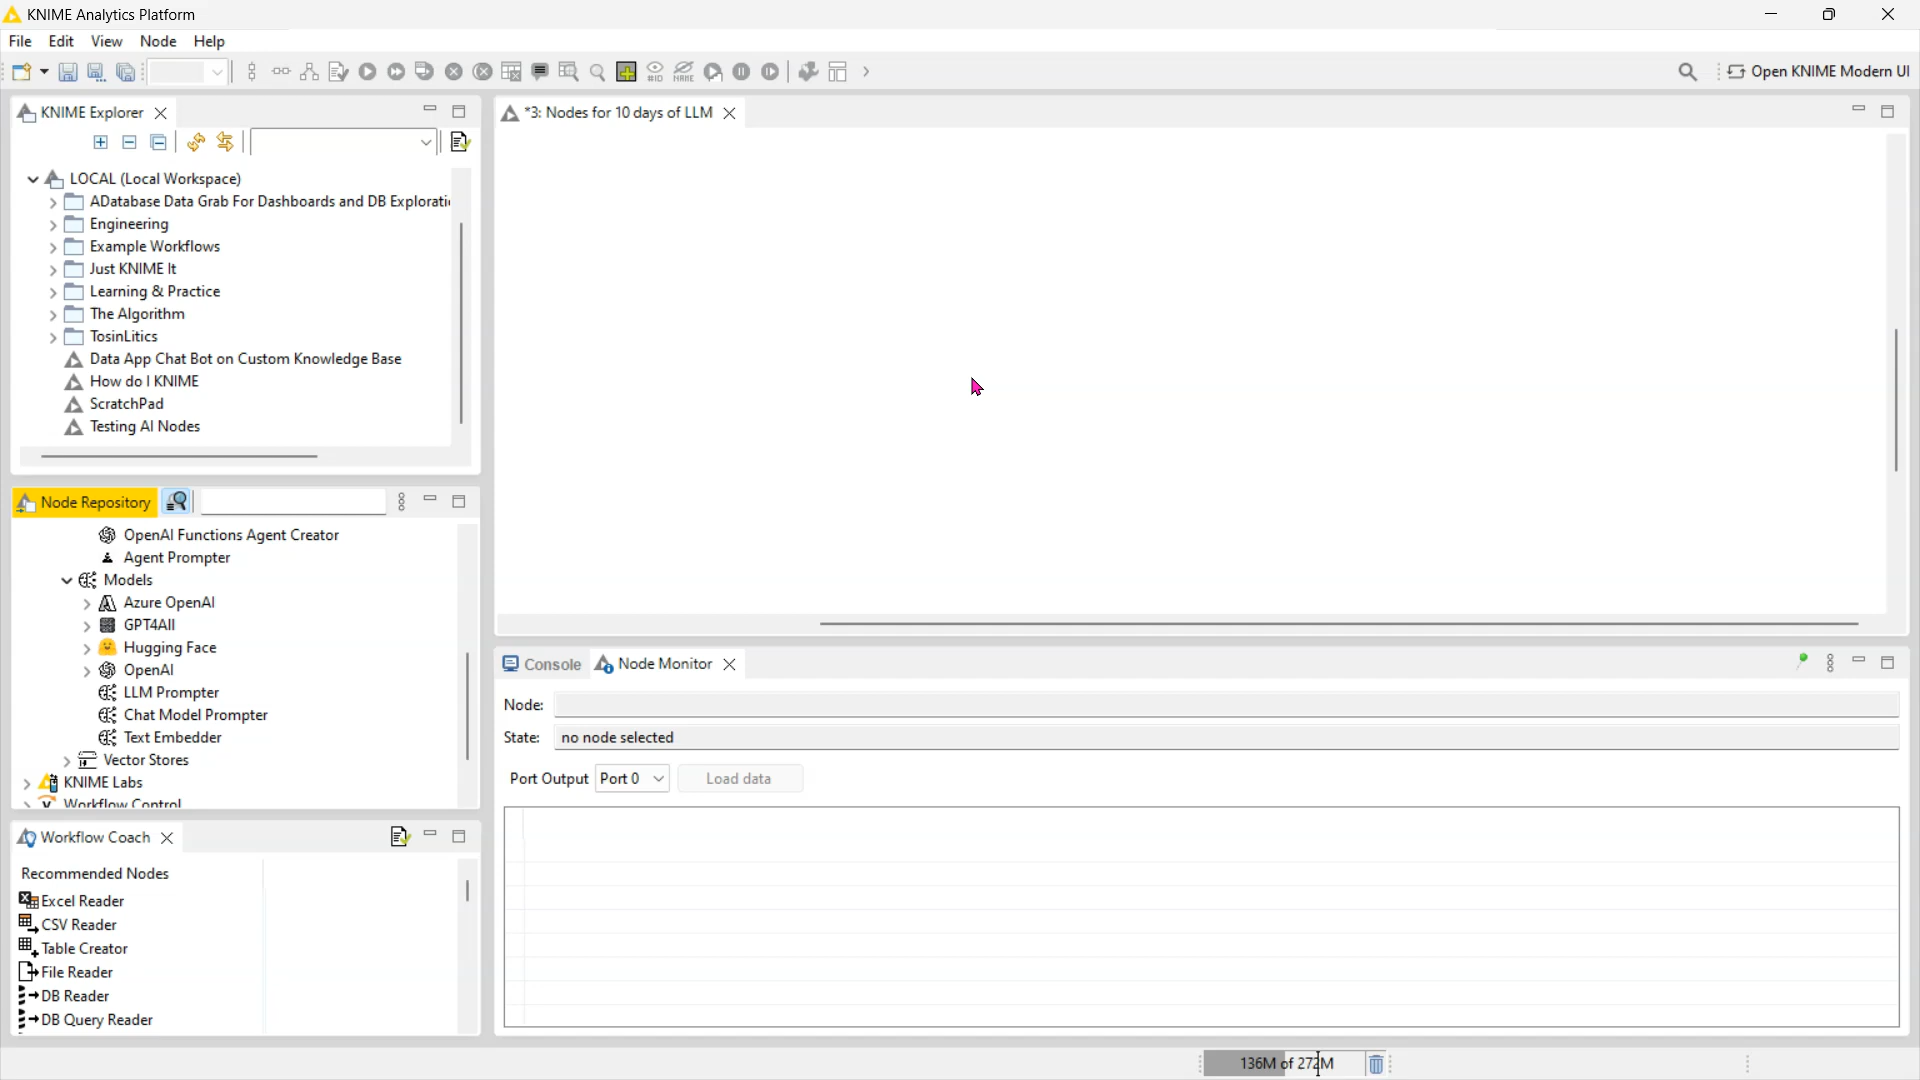 KNIME Analytics Platform
File Edit View Node Help
#ID NAME Open KNIME Modern UI
KNIME Explorer
LOCAL (Local Workspace)
ADatabase Data Grab For Dashboards and DB Explorati
Engineering
Example Workflows
Just KNIME It
Learning & Practice
The Algorithm
TosinLitics
Data App Chat Bot on Custom Knowledge Base
How do I KNIME
ScratchPad
Testing AI Nodes
Node Repository
OpenAI Functions Agent Creator
Agent Prompter
Models
Azure OpenAI
GPT4All
Hugging Face
OpenAI
LLM Prompter
Chat Model Prompter
Text Embedder
Vector Stores
KNIME Labs
Workflow Control
Workflow Coach
Recommended Nodes
Excel Reader
CSV Reader
Table Creator
File Reader
DB Reader
DB Query Reader
*3: Nodes for 10 days of LLM
Console Node Monitor
Node:
State: no node selected
Port Output Port 0 Load data
136M of 272M